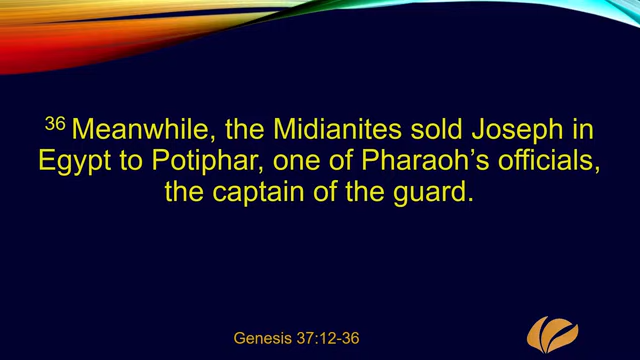 36 Meanwhile, the Midianites sold Joseph in
Egypt to Potiphar, one of Pharaoh’s officials,
the captain of the guard.
Genesis 37:12-36